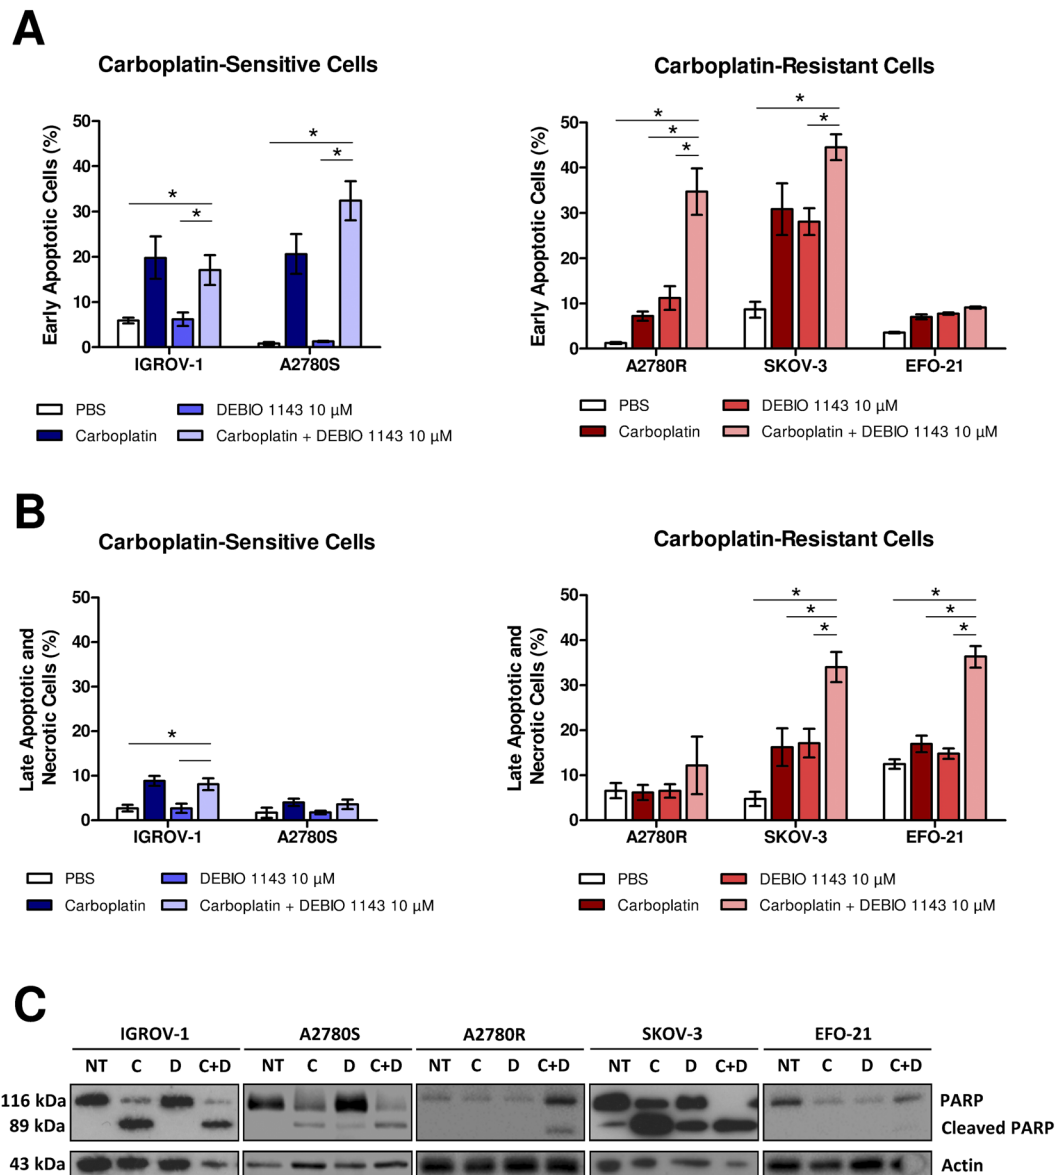 A
Carboplatin-Sensitive Cells
Carboplatin-Resistant Cells
Early Apoptotic Cells (%)
50
40
30
20
10
0
*
*
*
*
IGROV-1
A2780S
Early Apoptotic Cells (%)
50
40
30
20
10
0
*
*
*
*
*
A2780R
SKOV-3
EFO-21
PBS
DEBIO 1143 10 µM
Carboplatin
Carboplatin + DEBIO 1143 10 µM
PBS
DEBIO 1143 10 µM
Carboplatin
Carboplatin + DEBIO 1143 10 µM
B
Carboplatin-Sensitive Cells
Carboplatin-Resistant Cells
Late Apoptotic and
Necrotic Cells (%)
50
40
30
20
10
0
*
IGROV-1
A2780S
Late Apoptotic and
Necrotic Cells (%)
50
40
30
20
10
0
*
*
*
*
*
*
A2780R
SKOV-3
EFO-21
PBS
DEBIO 1143 10 µM
Carboplatin
Carboplatin + DEBIO 1143 10 µM
PBS
DEBIO 1143 10 µM
Carboplatin
Carboplatin + DEBIO 1143 10 µM
C
IGROV-1 A2780S A2780R SKOV-3 EFO-21
NT C D C+D NT C D C+D NT C D C+D NT C D C+D NT C D C+D
116 kDa PARP
89 kDa Cleaved PARP
43 kDa Actin